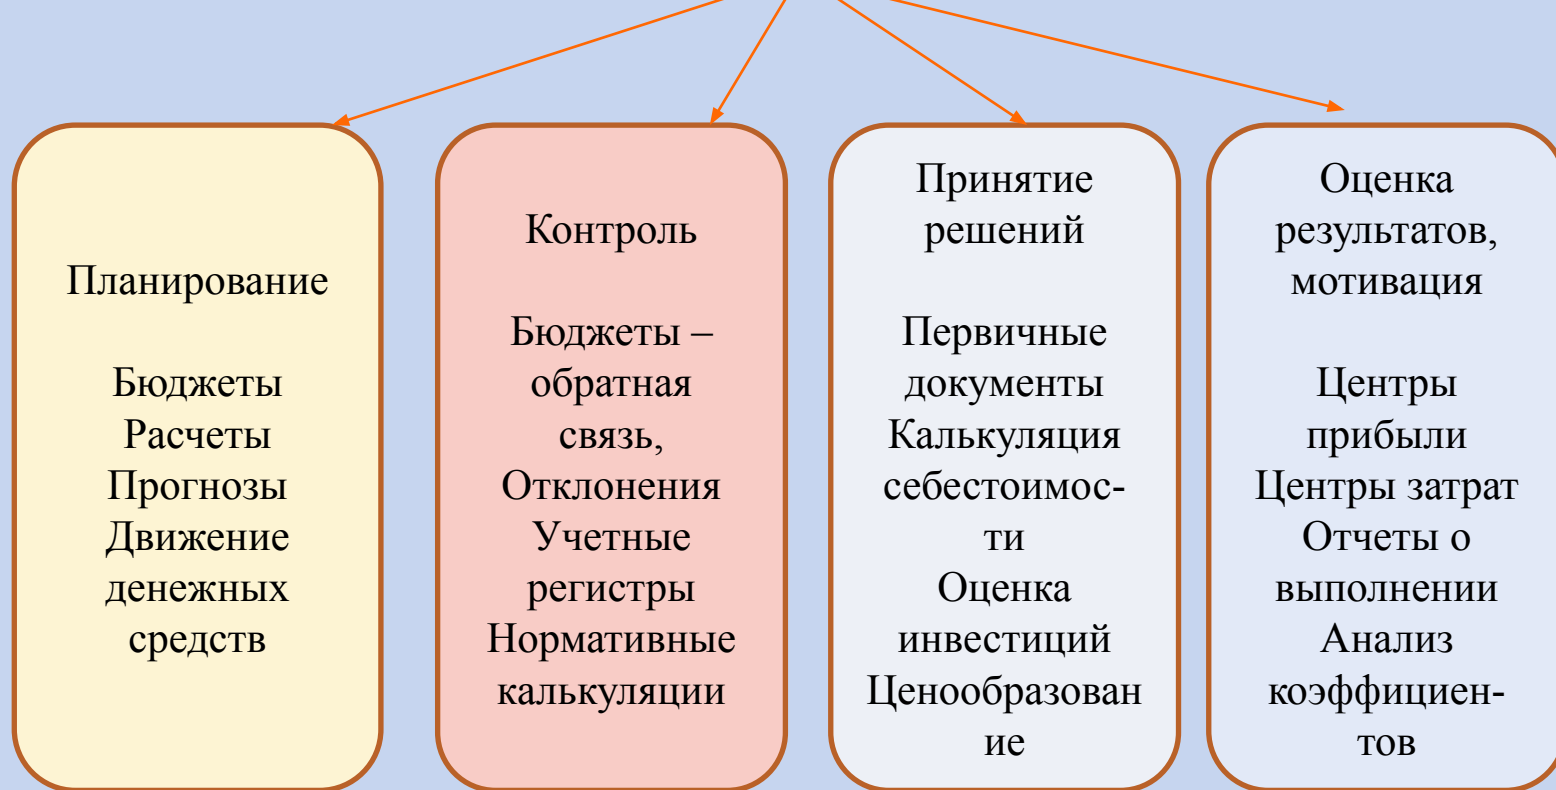 Планирование
Бюджеты
Расчеты
Прогнозы
Движение
денежных
средств
Контроль
Бюджеты –
обратная
связь,
Отклонения
Учетные
регистры
Нормативные
калькуляции
Принятие
решений
Первичные
документы
Калькуляция
себестоимос-
ти
Оценка
инвестиций
Ценообразован
ие
Оценка
результатов,
мотивация
Центры
прибыли
Центры затрат
Отчеты о
выполнении
Анализ
коэффициен-
тов